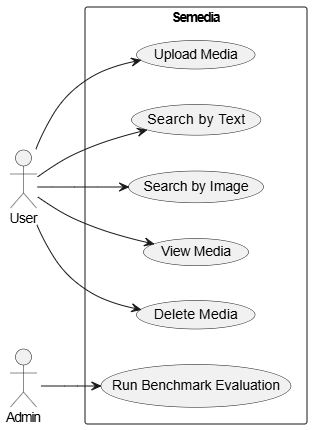 Semedia
Upload Media
Search by Text
Search by Image
User
View Media
Delete Media
Run Benchmark Evaluation
Admin